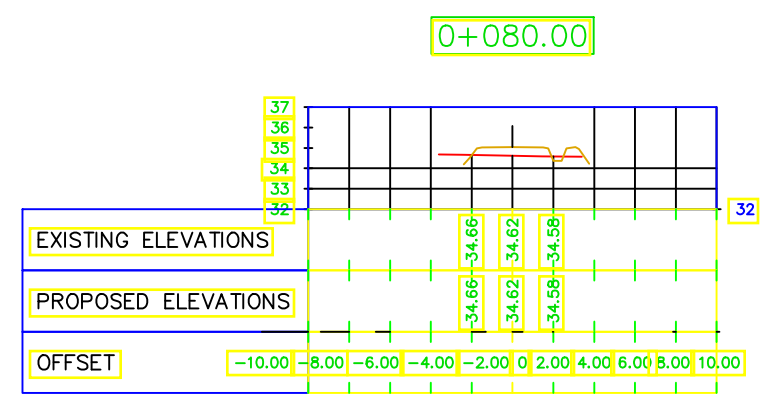 0+080.00
37
36
35
34
33
32 32
EXISTING ELEVATIONS -34.66 34.62 -34.58
PROPOSED ELEVATIONS -34.66 34.62 -34.58
OFFSET -10.00 -8.00 -6.00 -4.00 -2.00 0 2.00 4.00 6.00 8.00 10.00